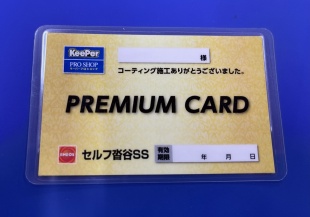 KeePer
PRO SHOP
様
コーティング施工ありがとうございました。
PREMIUM CARD
セルフ沓谷SS
有効期限 年 月 日